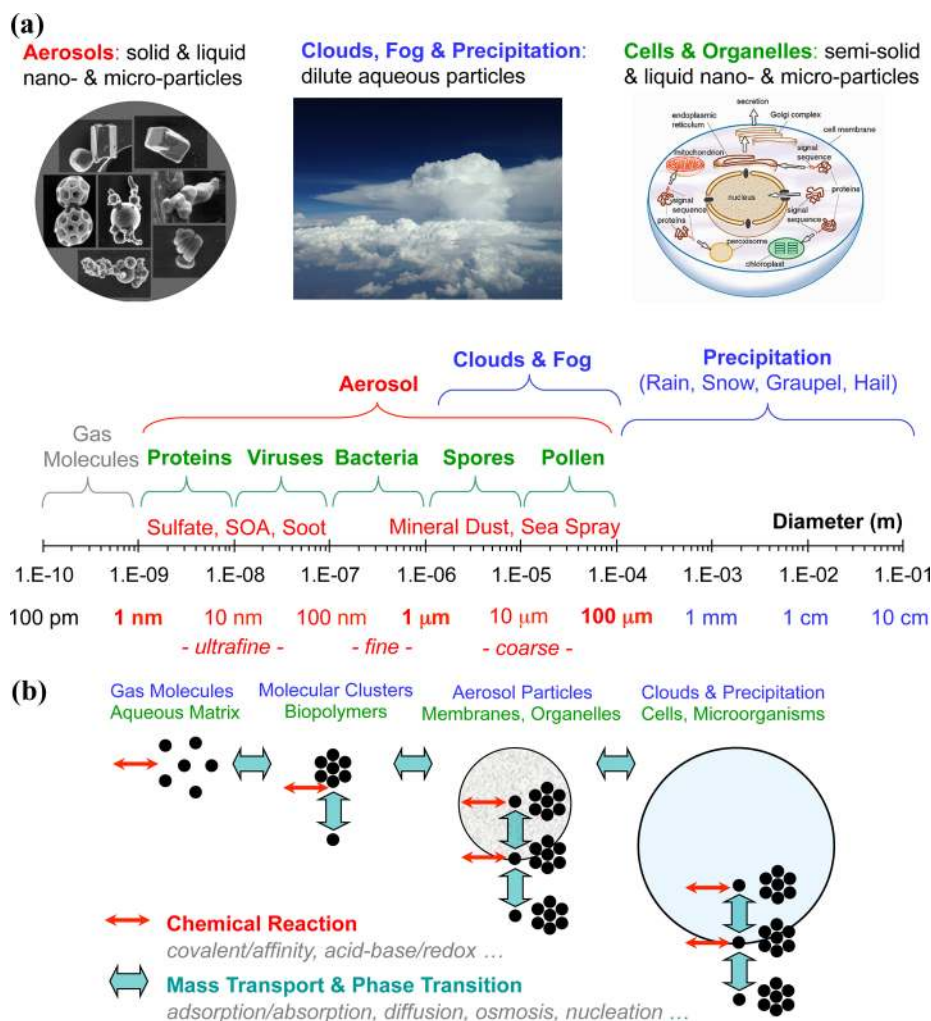 (a)
Aerosols: solid & liquid
nano- & micro-particles
Clouds, Fog & Precipitation:
dilute aqueous particles
Cells & Organelles: semi-solid
& liquid nano- & micro-particles
secretion
endoplasmic
reticulum
Golgi complex
cell membrane
mitochondrion
signal
sequence
proteins
nucleus
signal
sequence
signal
sequence
proteins
peroxisome
chloroplast
Clouds & Fog
Precipitation
(Rain, Snow, Graupel, Hail)
Aerosol
Gas
Molecules
Proteins Viruses Bacteria Spores Pollen
Sulfate, SOA, Soot Mineral Dust, Sea Spray Diameter (m)
1.E-10 1.E-09 1.E-08 1.E-07 1.E-06 1.E-05 1.E-04 1.E-03 1.E-02 1.E-01
100 pm 1 nm 10 nm 100 nm 1 μm 10 μm 100 μm 1 mm 1 cm 10 cm
- ultrafine - - fine - - coarse -
(b)
Gas Molecules
Aqueous Matrix
Molecular Clusters
Biopolymers
Aerosol Particles
Membranes, Organelles
Clouds & Precipitation
Cells, Microorganisms
Chemical Reaction
covalent/affinity, acid-base/redox ...
Mass Transport & Phase Transition
adsorption/absorption, diffusion, osmosis, nucleation ...